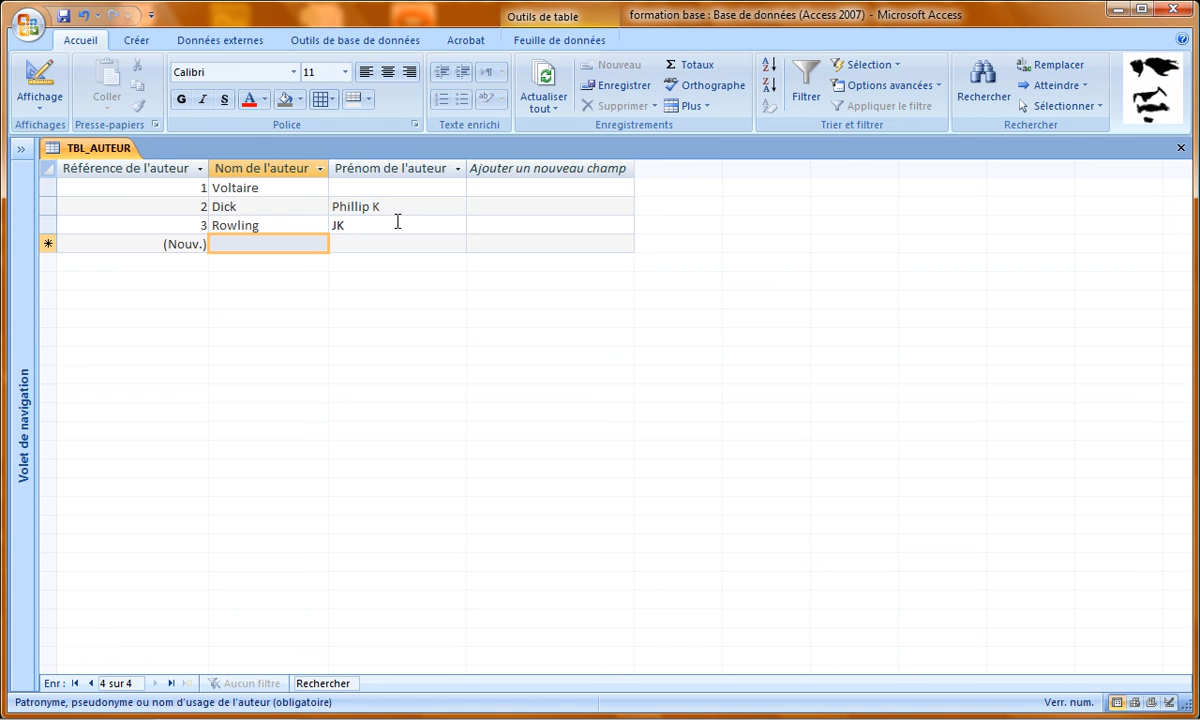 Outils de table
formation base : Base de données (Access 2007) - Microsoft Access
Accueil Créer Données externes Outils de base de données Acrobat Feuille de données
Affichage
Affichages
Coller
Presse-papiers
Calibri 11
G I S A
Police
Texte enrichi
Actualiser tout
Nouveau
Enregistrer
Supprimer
Totaux
Orthographe
Plus
Enregistrements
Filtrer
Sélection
Options avancées
Appliquer le filtre
Trier et filtrer
Rechercher
Remplacer
Atteindre
Sélectionner
Rechercher
TBL_AUTEUR
Référence de l'auteur Nom de l'auteur Prénom de l'auteur Ajouter un nouveau champ
1 Voltaire
2 Dick Phillip K
3 Rowling JK
(Nouv.)
Volet de navigation
Enr : 4 sur 4 Aucun filtre Rechercher
Patronyme, pseudonyme ou nom d'usage de l'auteur (obligatoire) Verr. num.